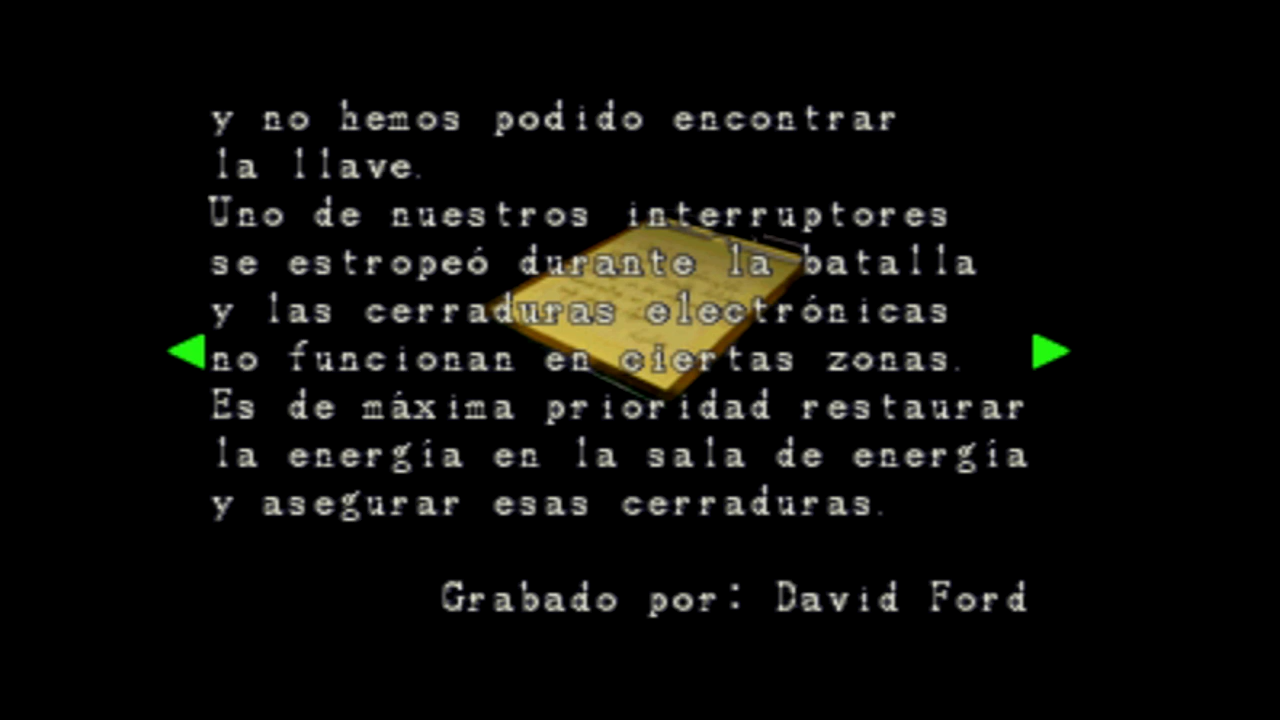 y no hemos podido encontrar
la llave.
Uno de nuestros interruptores
se estropeó durante la batalla
y las cerraduras electrónicas
no funcionan en ciertas zonas.
Es de máxima prioridad restaurar
la energía en la sala de energía
y asegurar esas cerraduras.
Grabado por: David Ford